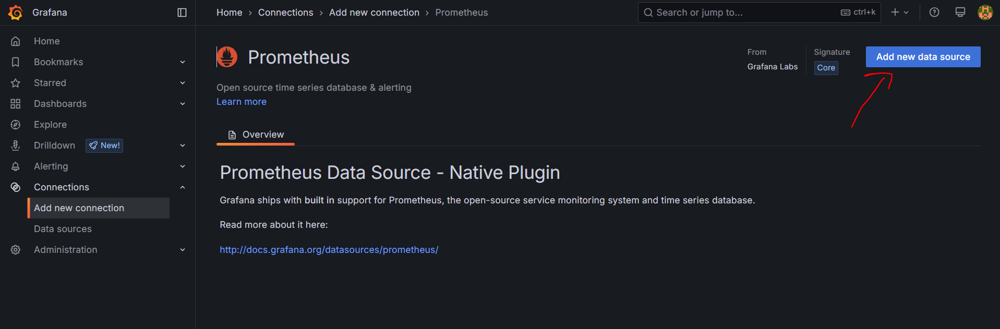 Grafana
Home > Connections > Add new connection > Prometheus
Search or jump to... ctrl+k
Home
Bookmarks
Starred
Dashboards
Explore
Drilldown New!
Alerting
Connections
Add new connection
Data sources
Administration
Prometheus
From
Grafana Labs
Signature
Core
Add new data source
Open source time series database & alerting
Learn more
Overview
Prometheus Data Source - Native Plugin
Grafana ships with built in support for Prometheus, the open-source service monitoring system and time series database.
Read more about it here:
http://docs.grafana.org/datasources/prometheus/